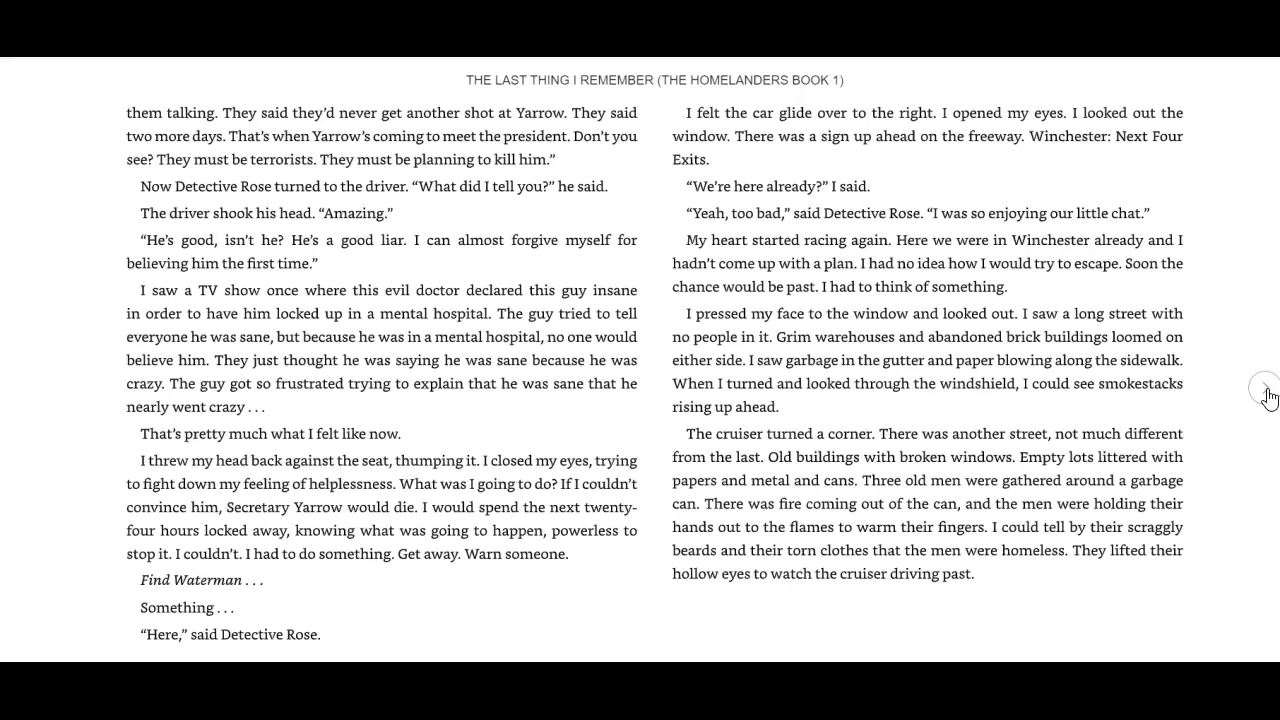 THE LAST THING I REMEMBER (THE HOMELANDERS BOOK 1)
them talking. They said they’d never get another shot at Yarrow. They said
two more days. That’s when Yarrow’s coming to meet the president. Don’t you
see? They must be terrorists. They must be planning to kill him.”
Now Detective Rose turned to the driver. “What did I tell you?” he said.
The driver shook his head. “Amazing.”
“He’s good, isn’t he? He’s a good liar. I can almost forgive myself for
believing him the first time.”
I saw a TV show once where this evil doctor declared this guy insane
in order to have him locked up in a mental hospital. The guy tried to tell
everyone he was sane, but because he was in a mental hospital, no one would
believe him. They just thought he was saying he was sane because he was
crazy. The guy got so frustrated trying to explain that he was sane that he
nearly went crazy . . .
That’s pretty much what I felt like now.
I threw my head back against the seat, thumping it. I closed my eyes, trying
to fight down my feeling of helplessness. What was I going to do? If I couldn’t
convince him, Secretary Yarrow would die. I would spend the next twenty-
four hours locked away, knowing what was going to happen, powerless to
stop it. I couldn’t. I had to do something. Get away. Warn someone.
Find Waterman . . .
Something . . .
“Here,” said Detective Rose.
I felt the car glide over to the right. I opened my eyes. I looked out the
window. There was a sign up ahead on the freeway. Winchester: Next Four
Exits.
“We’re here already?” I said.
“Yeah, too bad,” said Detective Rose. “I was so enjoying our little chat.”
My heart started racing again. Here we were in Winchester already and I
hadn’t come up with a plan. I had no idea how I would try to escape. Soon the
chance would be past. I had to think of something.
I pressed my face to the window and looked out. I saw a long street with
no people in it. Grim warehouses and abandoned brick buildings loomed on
either side. I saw garbage in the gutter and paper blowing along the sidewalk.
When I turned and looked through the windshield, I could see smokestacks
rising up ahead.
The cruiser turned a corner. There was another street, not much different
from the last. Old buildings with broken windows. Empty lots littered with
papers and metal and cans. Three old men were gathered around a garbage
can. There was fire coming out of the can, and the men were holding their
hands out to the flames to warm their fingers. I could tell by their scraggly
beards and their torn clothes that the men were homeless. They lifted their
hollow eyes to watch the cruiser driving past.